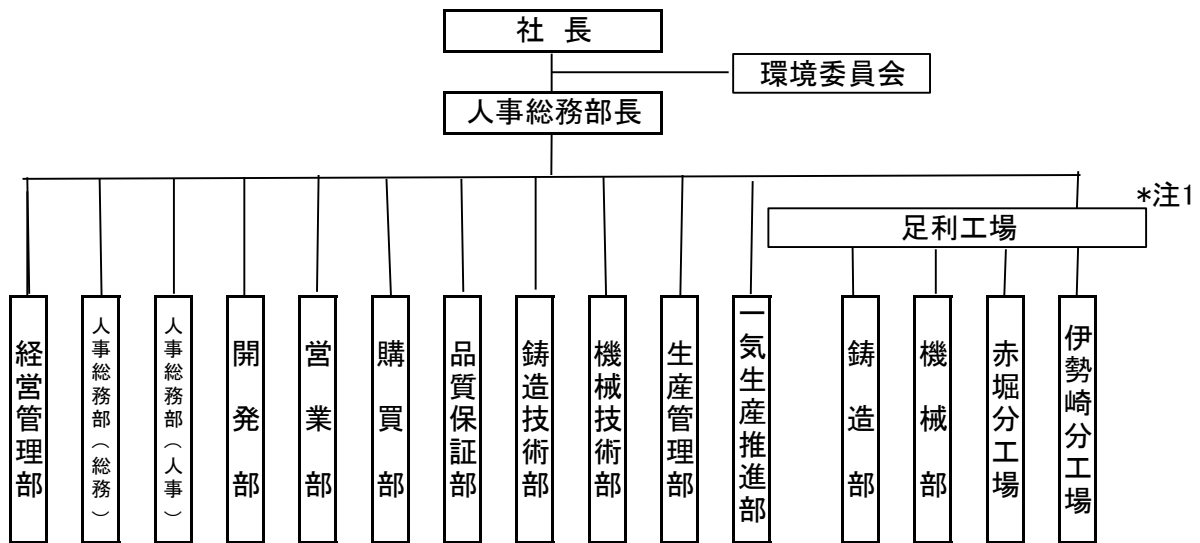 社 長
環境委員会
人事総務部長
*注1
足利工場
経営管理部
人事総務部(総務)
人事総務部(人事)
開発部
営業部
購買部
品質保証部
鋳造技術部
機械技術部
生産管理部
一気生産推進部
鋳造部
機械部
赤堀分工場
伊勢崎分工場